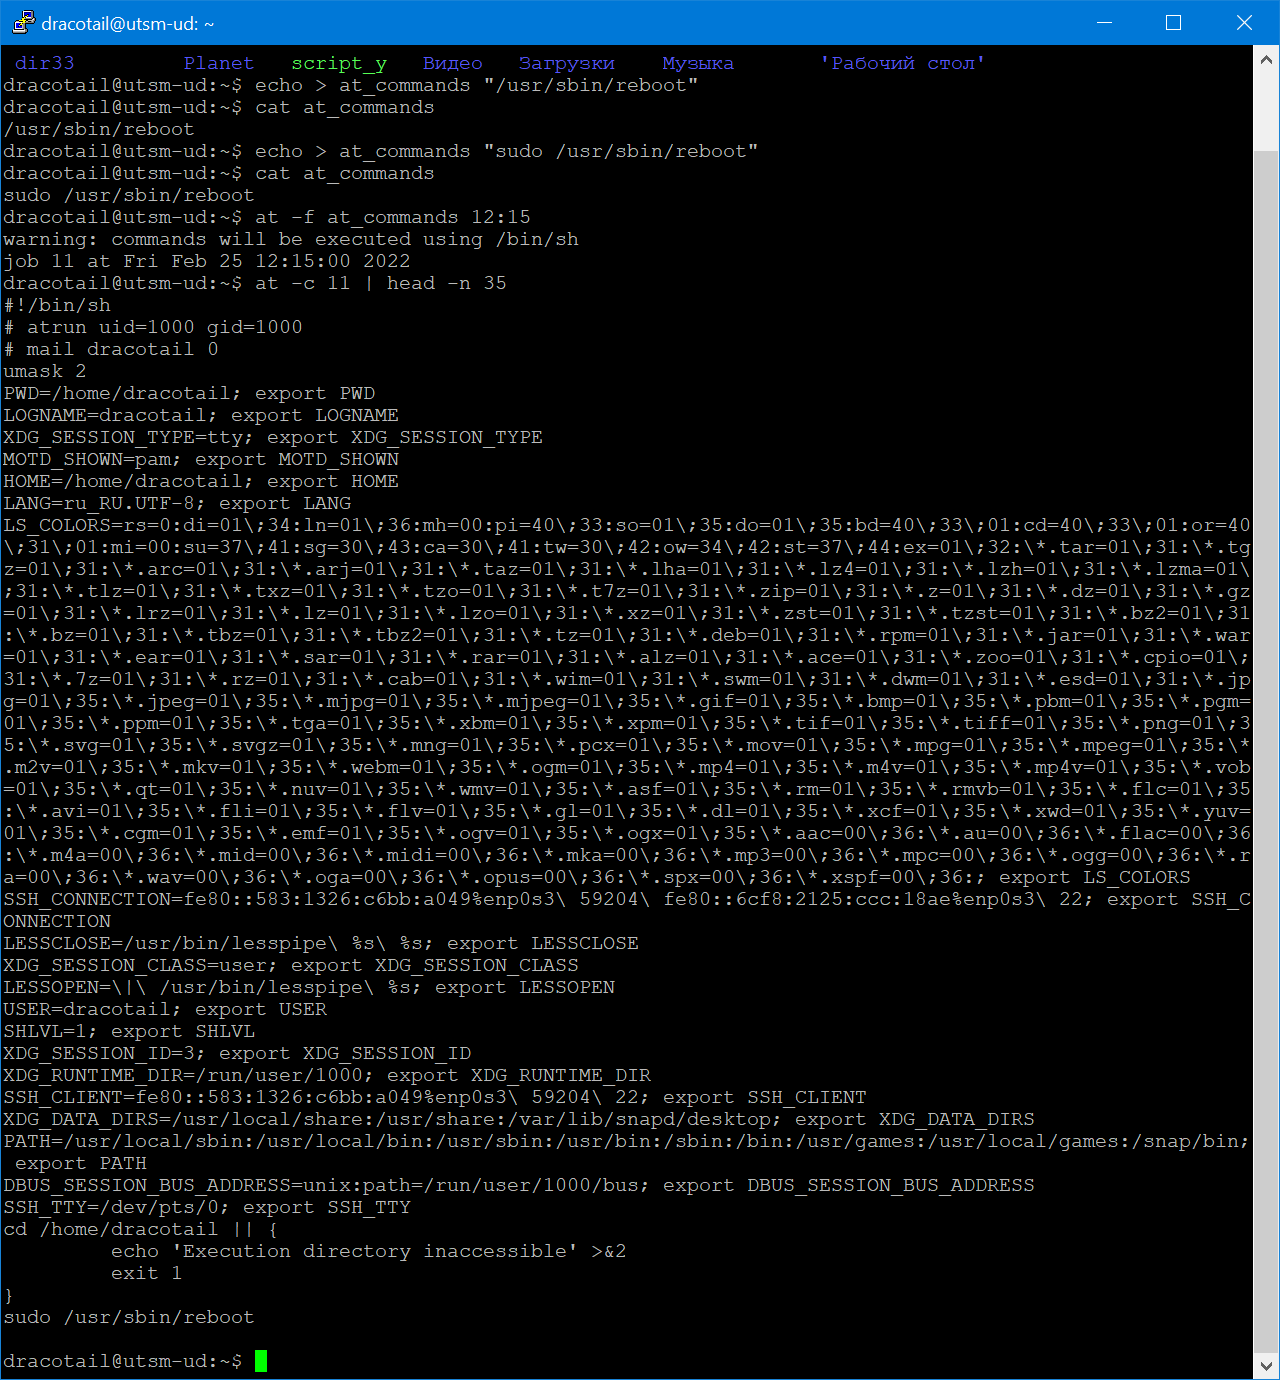 dracotail@utsm-ud: ~
dir33         Planet   script_y   Видео   Загрузки    Музыка       'Рабочий стол'
dracotail@utsm-ud:~$ echo > at_commands "/usr/sbin/reboot"
dracotail@utsm-ud:~$ cat at_commands
/usr/sbin/reboot
dracotail@utsm-ud:~$ echo > at_commands "sudo /usr/sbin/reboot"
dracotail@utsm-ud:~$ cat at_commands
sudo /usr/sbin/reboot
dracotail@utsm-ud:~$ at -f at_commands 12:15
warning: commands will be executed using /bin/sh
job 11 at Fri Feb 25 12:15:00 2022
dracotail@utsm-ud:~$ at -c 11 | head -n 35
#!/bin/sh
# atrun uid=1000 gid=1000
# mail dracotail 0
umask 2
PWD=/home/dracotail; export PWD
LOGNAME=dracotail; export LOGNAME
XDG_SESSION_TYPE=tty; export XDG_SESSION_TYPE
MOTD_SHOWN=pam; export MOTD_SHOWN
HOME=/home/dracotail; export HOME
LANG=ru_RU.UTF-8; export LANG
LS_COLORS=rs=0:di=01\;34:ln=01\;36:mh=00:pi=40\;33:so=01\;35:do=01\;35:bd=40\;33\;01:cd=40\;33\;01:or=40
\;31\;01:mi=00:su=37\;41:sg=30\;43:ca=30\;41:tw=30\;42:ow=34\;42:st=37\;44:ex=01\;32:\*.tar=01\;31:\*.tg
z=01\;31:\*.arc=01\;31:\*.arj=01\;31:\*.taz=01\;31:\*.lha=01\;31:\*.lz4=01\;31:\*.lzh=01\;31:\*.lzma=01\
;31:\*.tlz=01\;31:\*.txz=01\;31:\*.tzo=01\;31:\*.t7z=01\;31:\*.zip=01\;31:\*.z=01\;31:\*.dz=01\;31:\*.gz
=01\;31:\*.lrz=01\;31:\*.lz=01\;31:\*.lzo=01\;31:\*.xz=01\;31:\*.zst=01\;31:\*.tzst=01\;31:\*.bz2=01\;31
:\*.bz=01\;31:\*.tbz=01\;31:\*.tbz2=01\;31:\*.tz=01\;31:\*.deb=01\;31:\*.rpm=01\;31:\*.jar=01\;31:\*.war
=01\;31:\*.ear=01\;31:\*.sar=01\;31:\*.rar=01\;31:\*.alz=01\;31:\*.ace=01\;31:\*.zoo=01\;31:\*.cpio=01\;
31:\*.7z=01\;31:\*.rz=01\;31:\*.cab=01\;31:\*.wim=01\;31:\*.swm=01\;31:\*.dwm=01\;31:\*.esd=01\;31:\*.jp
g=01\;35:\*.jpeg=01\;35:\*.mjpg=01\;35:\*.mjpeg=01\;35:\*.gif=01\;35:\*.bmp=01\;35:\*.pbm=01\;35:\*.pgm=
01\;35:\*.ppm=01\;35:\*.tga=01\;35:\*.xbm=01\;35:\*.xpm=01\;35:\*.tif=01\;35:\*.tiff=01\;35:\*.png=01\;3
5:\*.svg=01\;35:\*.svgz=01\;35:\*.mng=01\;35:\*.pcx=01\;35:\*.mov=01\;35:\*.mpg=01\;35:\*.mpeg=01\;35:\*
.m2v=01\;35:\*.mkv=01\;35:\*.webm=01\;35:\*.ogm=01\;35:\*.mp4=01\;35:\*.m4v=01\;35:\*.mp4v=01\;35:\*.vob
=01\;35:\*.qt=01\;35:\*.nuv=01\;35:\*.wmv=01\;35:\*.asf=01\;35:\*.rm=01\;35:\*.rmvb=01\;35:\*.flc=01\;35
:\*.avi=01\;35:\*.fli=01\;35:\*.flv=01\;35:\*.gl=01\;35:\*.dl=01\;35:\*.xcf=01\;35:\*.xwd=01\;35:\*.yuv=
01\;35:\*.cgm=01\;35:\*.emf=01\;35:\*.ogv=01\;35:\*.ogx=01\;35:\*.aac=00\;36:\*.au=00\;36:\*.flac=00\;36
:\*.m4a=00\;36:\*.mid=00\;36:\*.midi=00\;36:\*.mka=00\;36:\*.mp3=00\;36:\*.mpc=00\;36:\*.ogg=00\;36:\*.r
a=00\;36:\*.wav=00\;36:\*.oga=00\;36:\*.opus=00\;36:\*.spx=00\;36:\*.xspf=00\;36:; export LS_COLORS
SSH_CONNECTION=fe80::583:1326:c6bb:a049%enp0s3\ 59204\ fe80::6cf8:2125:ccc:18ae%enp0s3\ 22; export SSH_C
ONNECTION
LESSCLOSE=/usr/bin/lesspipe\ %s\ %s; export LESSCLOSE
XDG_SESSION_CLASS=user; export XDG_SESSION_CLASS
LESSOPEN=\|\ /usr/bin/lesspipe\ %s; export LESSOPEN
USER=dracotail; export USER
SHLVL=1; export SHLVL
XDG_SESSION_ID=3; export XDG_SESSION_ID
XDG_RUNTIME_DIR=/run/user/1000; export XDG_RUNTIME_DIR
SSH_CLIENT=fe80::583:1326:c6bb:a049%enp0s3\ 59204\ 22; export SSH_CLIENT
XDG_DATA_DIRS=/usr/local/share:/usr/share:/var/lib/snapd/desktop; export XDG_DATA_DIRS
PATH=/usr/local/sbin:/usr/local/bin:/usr/sbin:/usr/bin:/sbin:/bin:/usr/games:/usr/local/games:/snap/bin;
 export PATH
DBUS_SESSION_BUS_ADDRESS=unix:path=/run/user/1000/bus; export DBUS_SESSION_BUS_ADDRESS
SSH_TTY=/dev/pts/0; export SSH_TTY
cd /home/dracotail || {
         echo 'Execution directory inaccessible' >&2
         exit 1
}
sudo /usr/sbin/reboot
dracotail@utsm-ud:~$